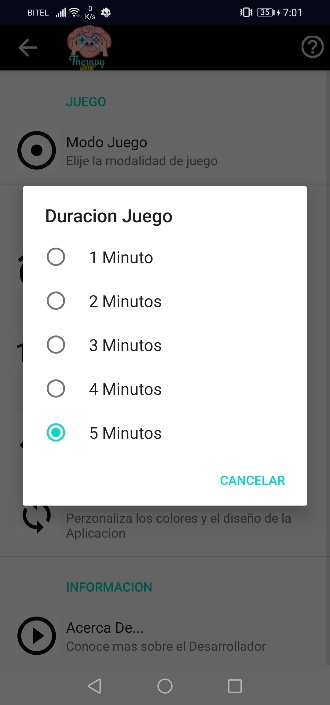 BITEL
0
K/s
35
7:01
Therapy
JUEGO
Modo Juego
Elije la modalidad de juego
Duracion Juego
1 Minuto
2 Minutos
3 Minutos
4 Minutos
5 Minutos
CANCELAR
Perzonaliza los colores y el diseño de la
Aplicacion
INFORMACION
Acerca De...
Conoce mas sobre el Desarrollador